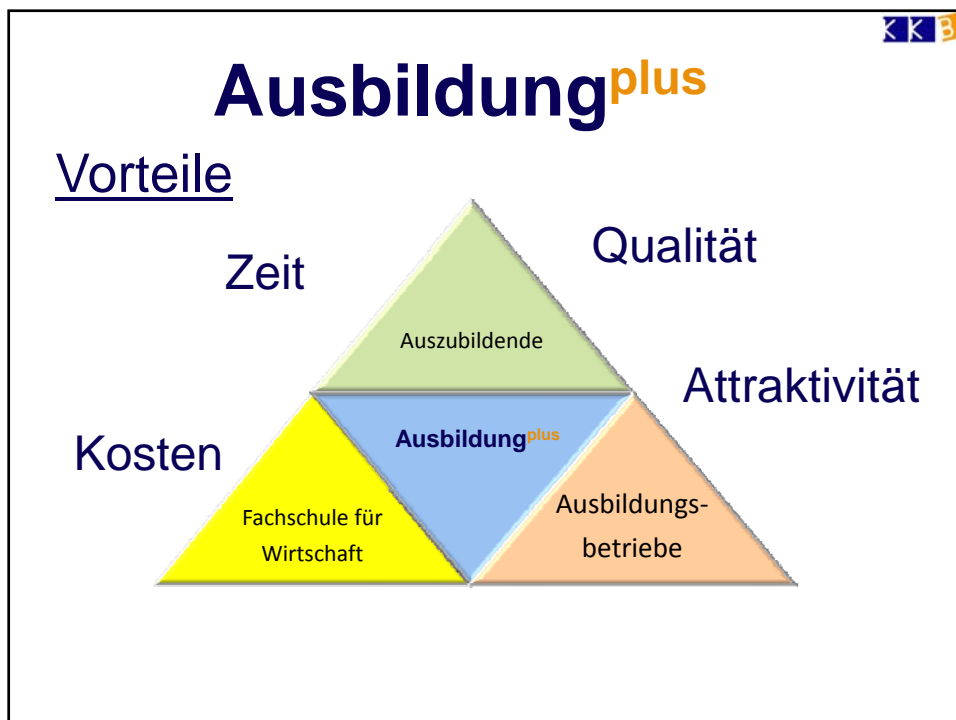 KKB
Ausbildungplus
Vorteile
Zeit
Qualität
Auszubildende
Attraktivität
Kosten
Ausbildungplus
Fachschule für
Wirtschaft
Ausbildungs-
betriebe